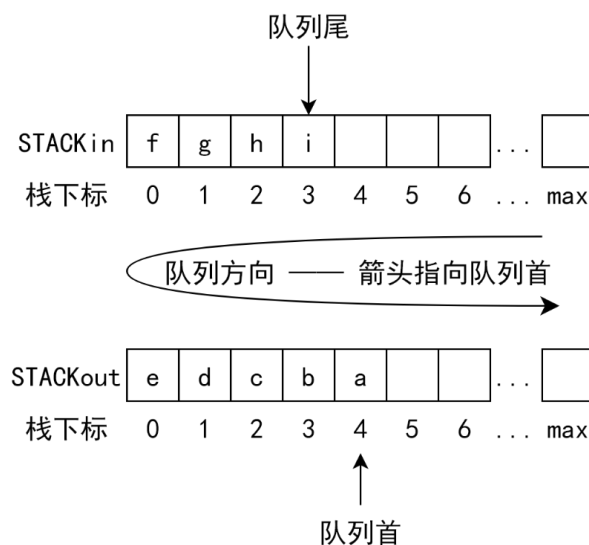 队列尾
STACKin f g h i ...
栈下标 0 1 2 3 4 5 6 ... max
队列方向 —— 箭头指向队列首
STACKout e d c b a ...
栈下标 0 1 2 3 4 5 6 ... max
队列首